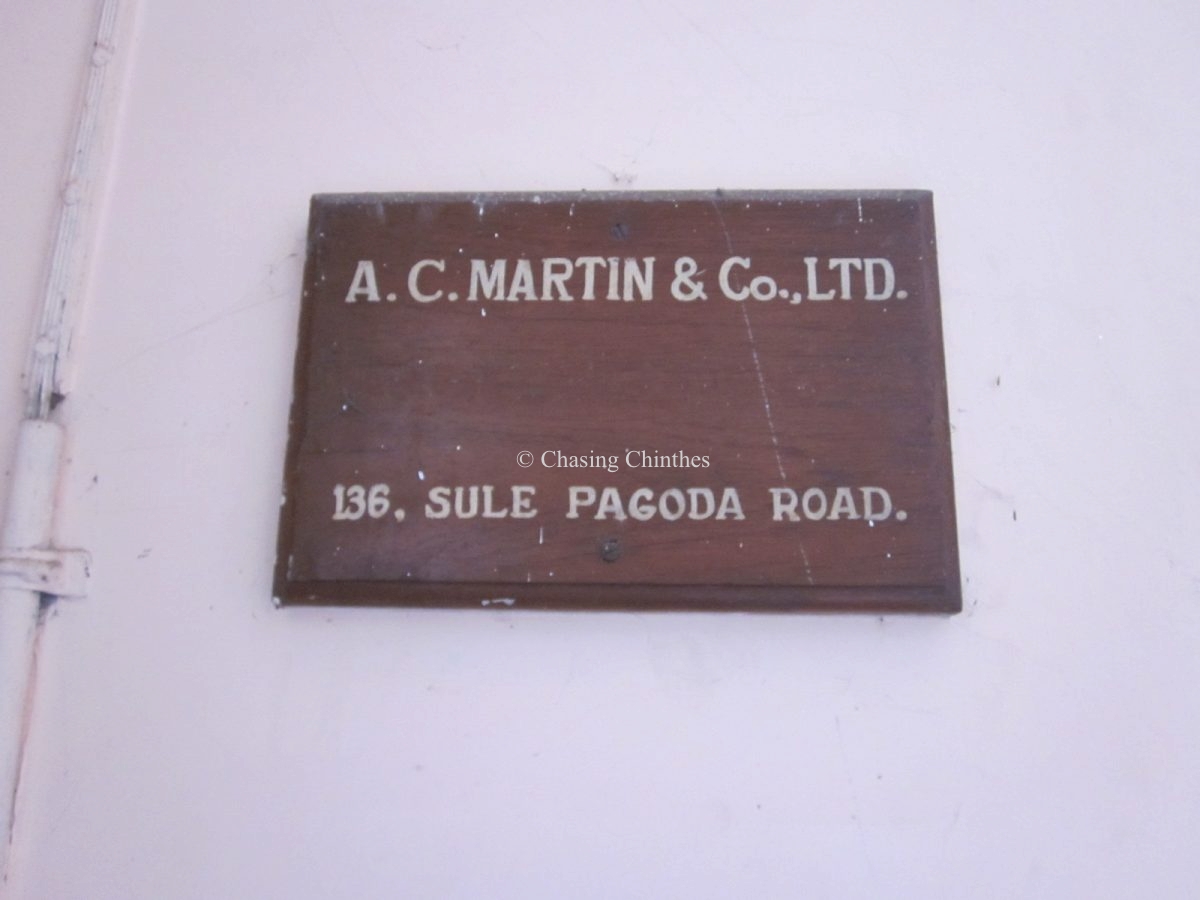 A. C. MARTIN & Co., LTD.
© Chasing Chinthes
136, SULE PAGODA ROAD.